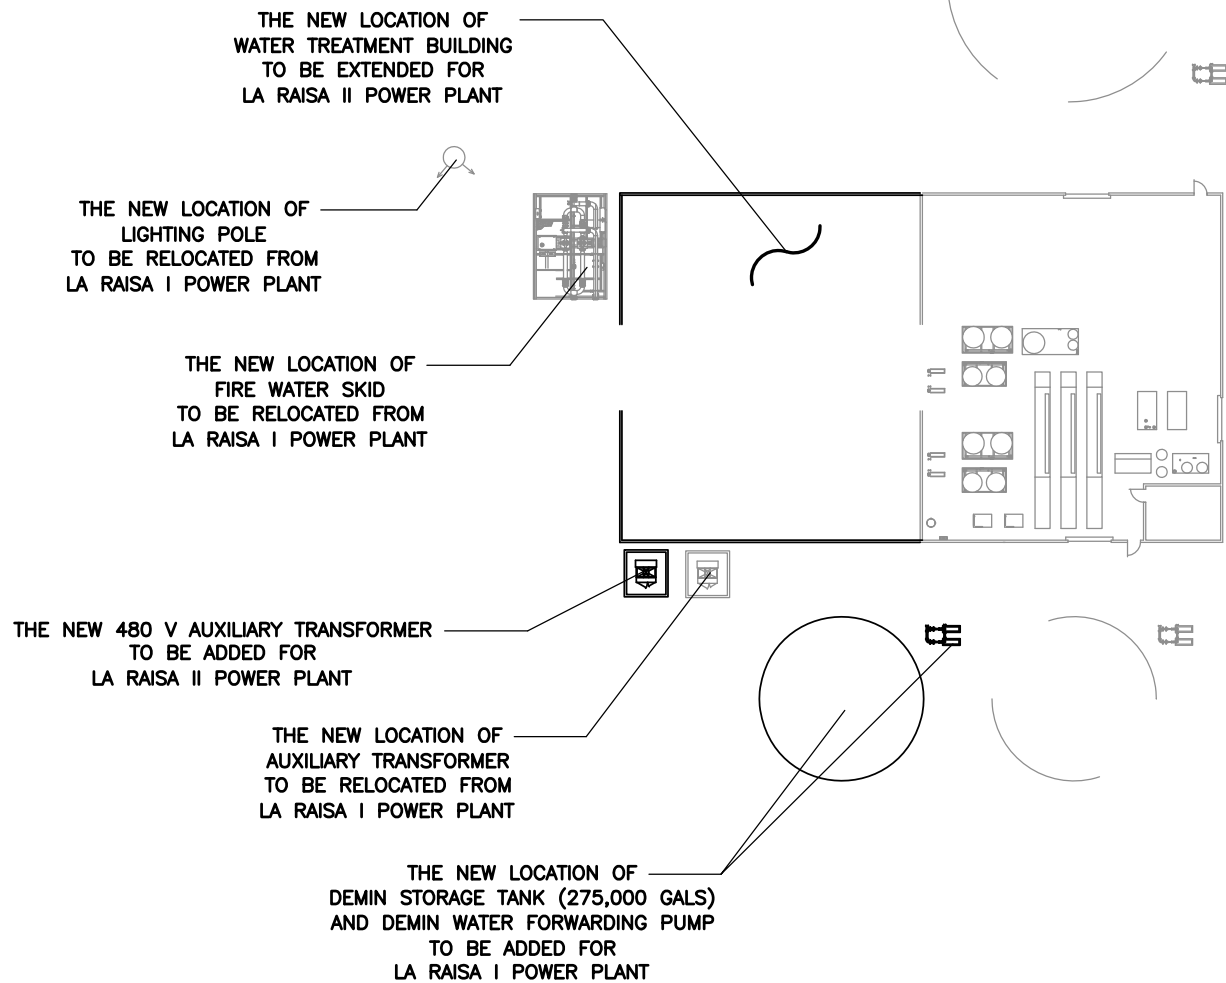 THE NEW LOCATION OF
WATER TREATMENT BUILDING
TO BE EXTENDED FOR
LA RAISA II POWER PLANT
THE NEW LOCATION OF
LIGHTING POLE
TO BE RELOCATED FROM
LA RAISA I POWER PLANT
THE NEW LOCATION OF
FIRE WATER SKID
TO BE RELOCATED FROM
LA RAISA I POWER PLANT
THE NEW 480 V AUXILIARY TRANSFORMER
TO BE ADDED FOR
LA RAISA II POWER PLANT
THE NEW LOCATION OF
AUXILIARY TRANSFORMER
TO BE RELOCATED FROM
LA RAISA I POWER PLANT
THE NEW LOCATION OF
DEMIN STORAGE TANK (275,000 GALS)
AND DEMIN WATER FORWARDING PUMP
TO BE ADDED FOR
LA RAISA I POWER PLANT